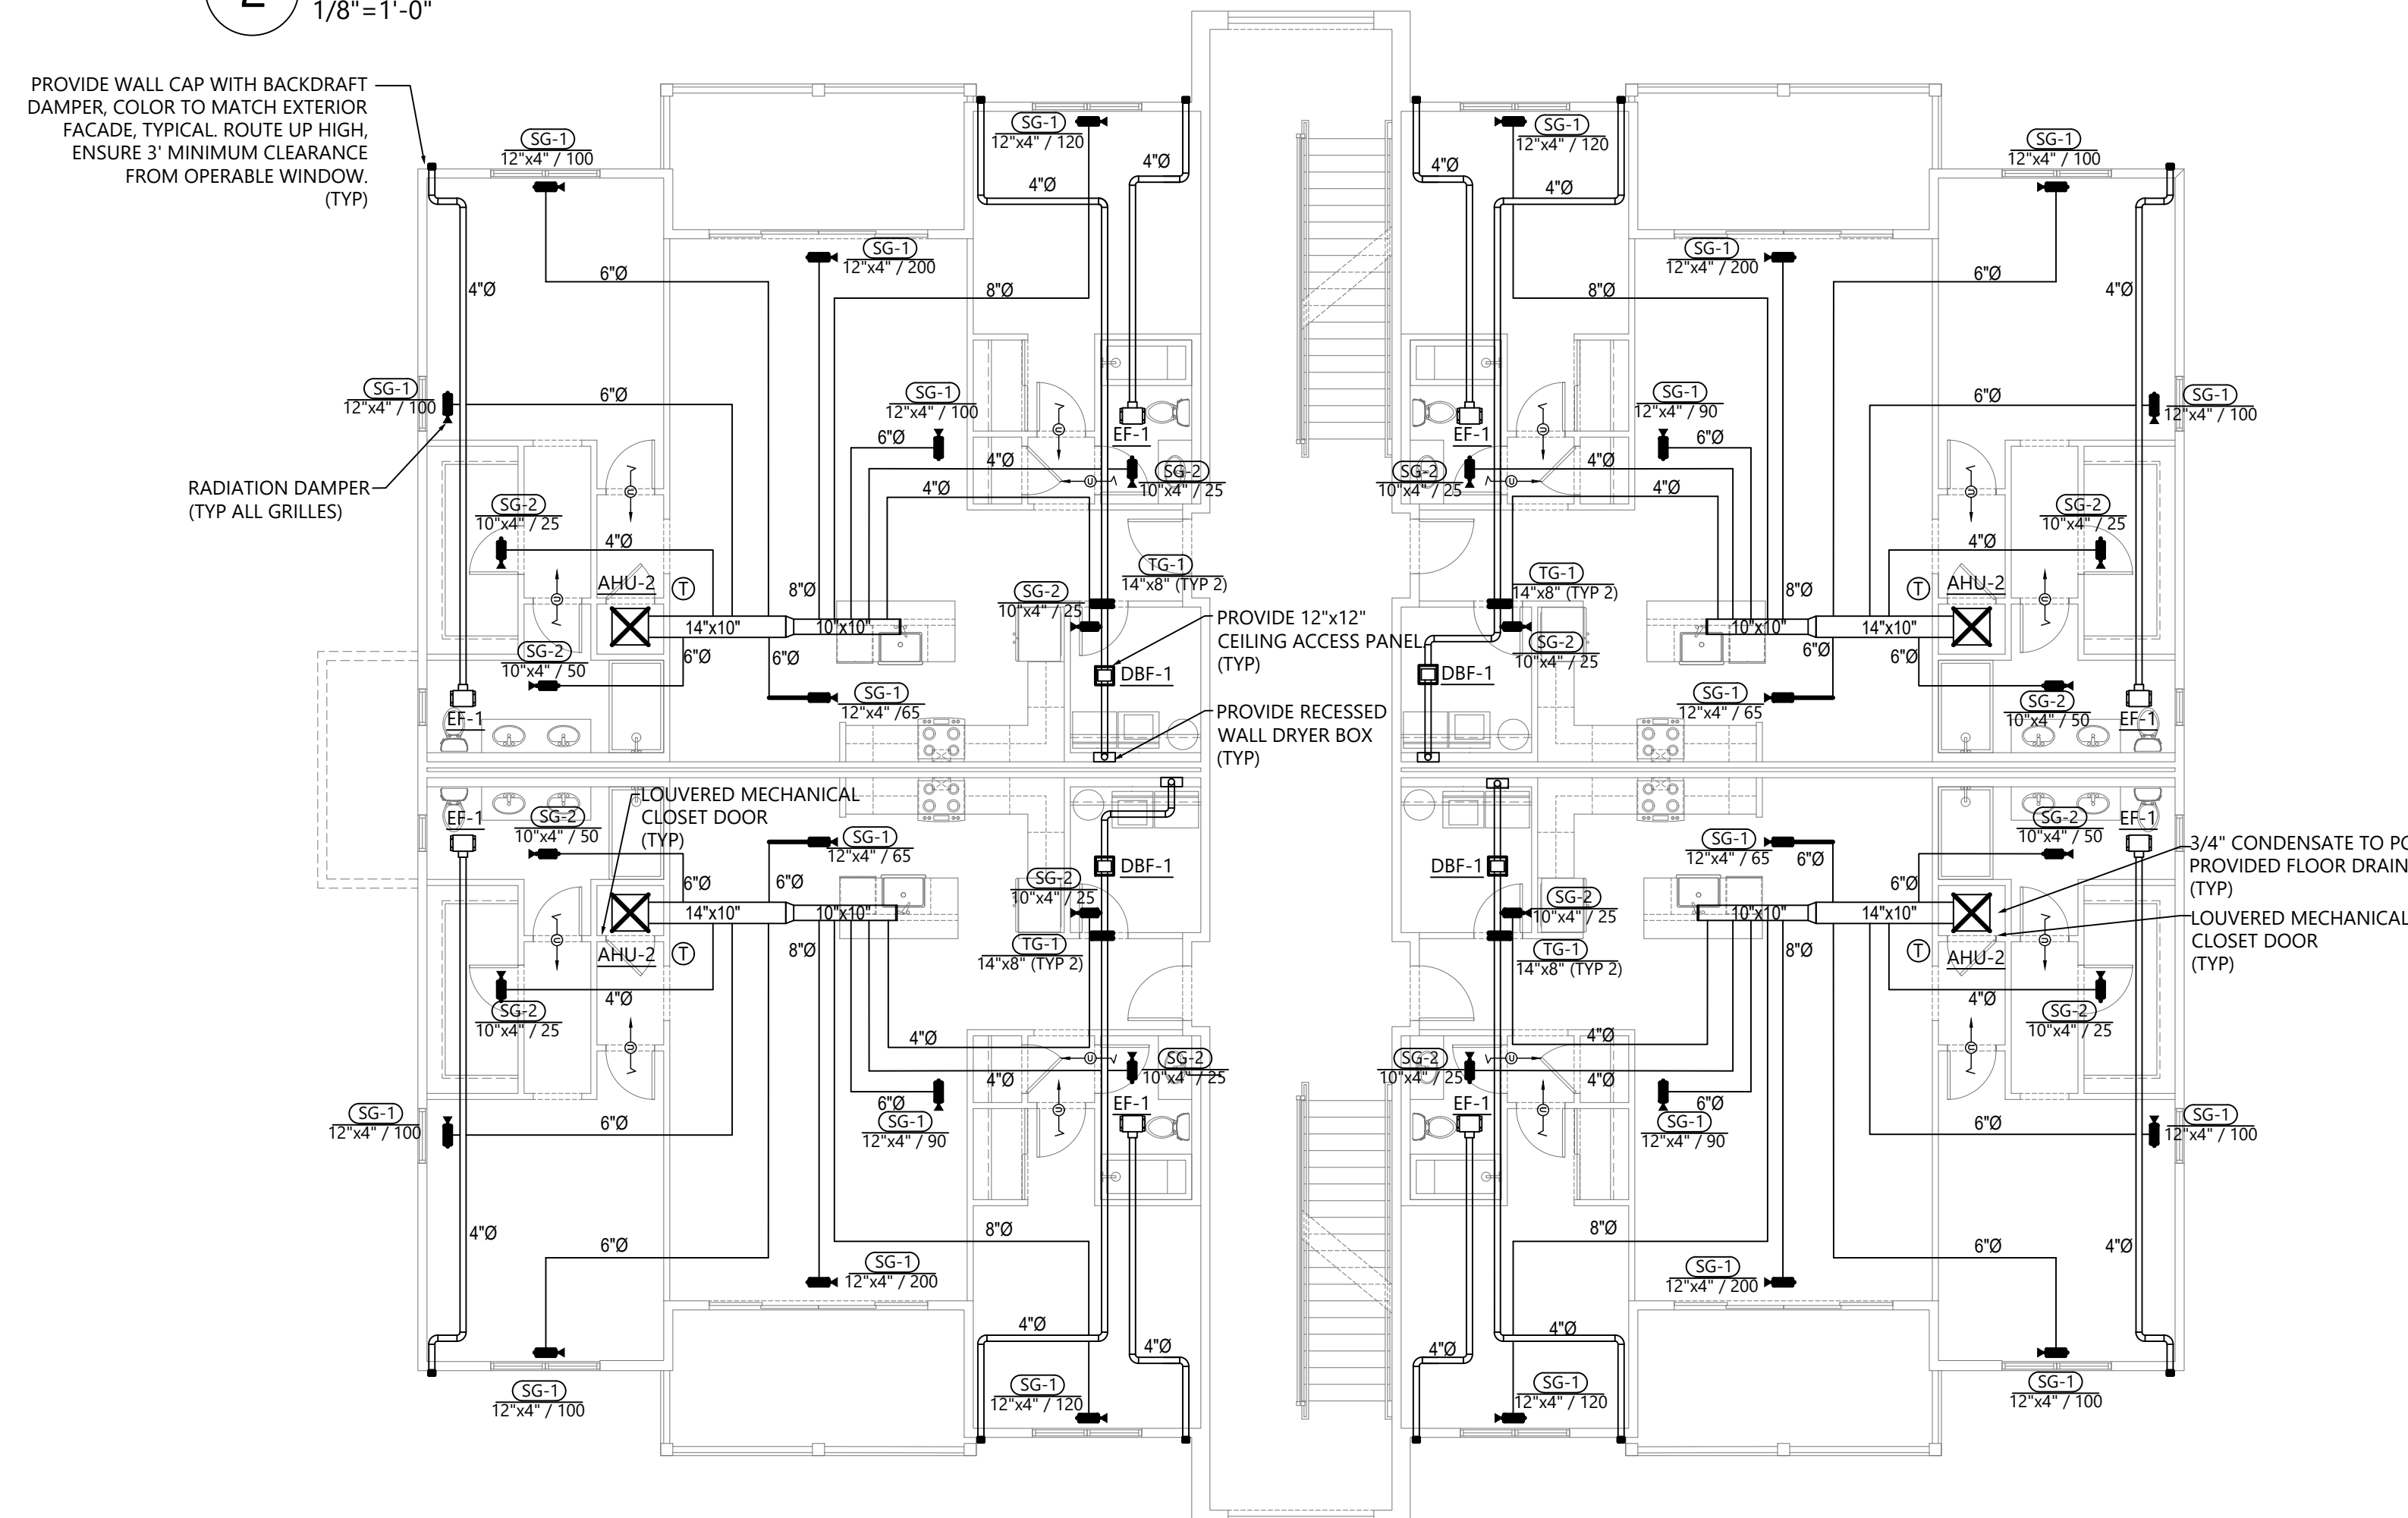 1/8"=1'-0"
PROVIDE WALL CAP WITH BACKDRAFT
DAMPER, COLOR TO MATCH EXTERIOR
FACADE, TYPICAL. ROUTE UP HIGH,
ENSURE 3' MINIMUM CLEARANCE
FROM OPERABLE WINDOW.
(TYP)
SG-1
12"x4" / 100
SG-1
12"x4" / 120
4"Ø
4"Ø
SG-1
12"x4" / 200
6"Ø
4"Ø
8"Ø
SG-1
12"x4" / 100
6"Ø
SG-1
12"x4" / 100
6"Ø
EF-1
4"Ø
SG-2
10"x4" / 25
4"Ø
RADIATION DAMPER
(TYP ALL GRILLES)
SG-2
10"x4" / 25
4"Ø
AHU-2
T
8"Ø
TG-1
14"x8" (TYP 2)
SG-2
10"x4" / 25
14"x10"
10"x10"
SG-2
10"x4" / 50
6"Ø
6"Ø
EF-1
SG-1
12"x4" /65
DBF-1
PROVIDE 12"x12"
CEILING ACCESS PANEL
(TYP)
PROVIDE RECESSED
WALL DRYER BOX
(TYP)
U
U
U
U
SG-1
12"x4" / 120
4"Ø
4"Ø
SG-1
12"x4" / 100
SG-1
12"x4" / 200
6"Ø
8"Ø
4"Ø
SG-1
12"x4" / 90
6"Ø
6"Ø
SG-1
12"x4" / 100
EF-1
SG-2
10"x4" / 25
4"Ø
4"Ø
SG-2
10"x4" / 25
4"Ø
TG-1
14"x8" (TYP 2)
8"Ø
T
AHU-2
SG-2
10"x4" / 25
10"x10"
14"x10"
6"Ø
6"Ø
DBF-1
SG-1
12"x4" / 65
SG-2
10"x4" / 50
EF-1
U
U
U
U
LOUVERED MECHANICAL
CLOSET DOOR
(TYP)
EF-1
SG-2
10"x4" / 50
SG-1
12"x4" / 65
DBF-1
6"Ø
6"Ø
SG-2
10"x4" / 25
14"x10"
10"x10"
AHU-2
T
8"Ø
TG-1
14"x8" (TYP 2)
SG-2
10"x4" / 25
4"Ø
4"Ø
SG-2
10"x4" / 25
4"Ø
6"Ø
EF-1
SG-1
12"x4" / 100
6"Ø
SG-1
12"x4" / 90
4"Ø
6"Ø
8"Ø
SG-1
12"x4" / 200
4"Ø
4"Ø
SG-1
12"x4" / 120
SG-1
12"x4" / 100
U
U
U
U
DBF-1
SG-1
12"x4" / 65
6"Ø
SG-2
10"x4" / 50
EF-1
3/4" CONDENSATE TO
PROVIDED FLOOR DRAIN
(TYP)
6"Ø
SG-2
10"x4" / 25
10"x10"
14"x10"
LOUVERED MECHANICAL
CLOSET DOOR
(TYP)
TG-1
14"x8" (TYP 2)
8"Ø
T
AHU-2
4"Ø
SG-2
10"x4" / 25
4"Ø
SG-2
10"x4" / 25
4"Ø
6"Ø
EF-1
SG-1
12"x4" / 90
6"Ø
SG-1
12"x4" / 100
8"Ø
6"Ø
4"Ø
SG-1
12"x4" / 200
4"Ø
4"Ø
SG-1
12"x4" / 120
SG-1
12"x4" / 100
U
U
U
U